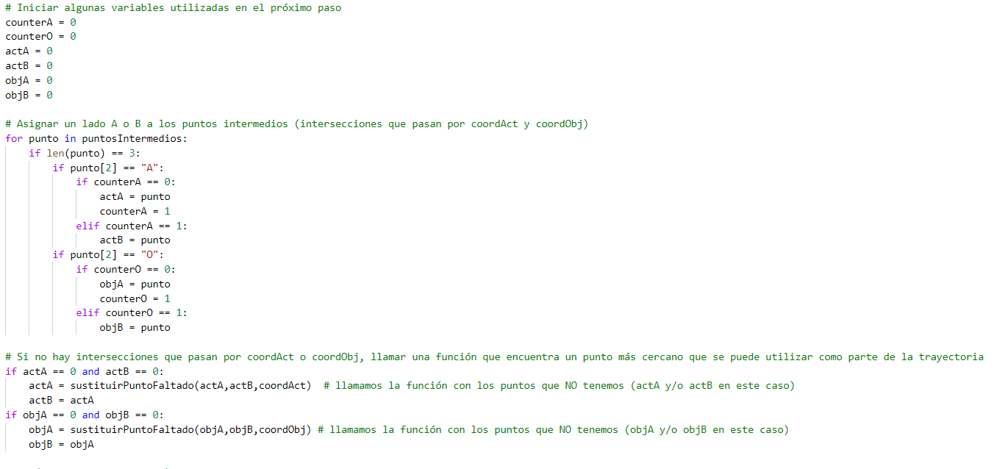 # Iniciar algunas variables utilizadas en el próximo paso
counterA = 0
counterO = 0
actA = 0
actB = 0
objA = 0
objB = 0
# Asignar un lado A o B a los puntos intermedios (intersecciones que pasan por coordAct y coordObj)
for punto in puntosIntermedios:
    if len(punto) == 3:
        if punto[2] == "A":
            if counterA == 0:
                actA = punto
                counterA = 1
            elif counterA == 1:
                actB = punto
        if punto[2] == "O":
            if counterO == 0:
                objA = punto
                counterO = 1
            elif counterO == 1:
                objB = punto
# Si no hay intersecciones que pasan por coordAct o coordObj, llamar una función que encuentra un punto más cercano que se puede utilizar como parte de la trayectoria
if actA == 0 and actB == 0:
    actA = sustituirPuntoFaltado(actA,actB,coordAct)  # llamamos la función con los puntos que NO tenemos (actA y/o actB en este caso)
    actB = actA
if objA == 0 and objB == 0:
    objA = sustituirPuntoFaltado(objA,objB,coordObj) # llamamos la función con los puntos que NO tenemos (objA y/o objB en este caso)
    objB = objA